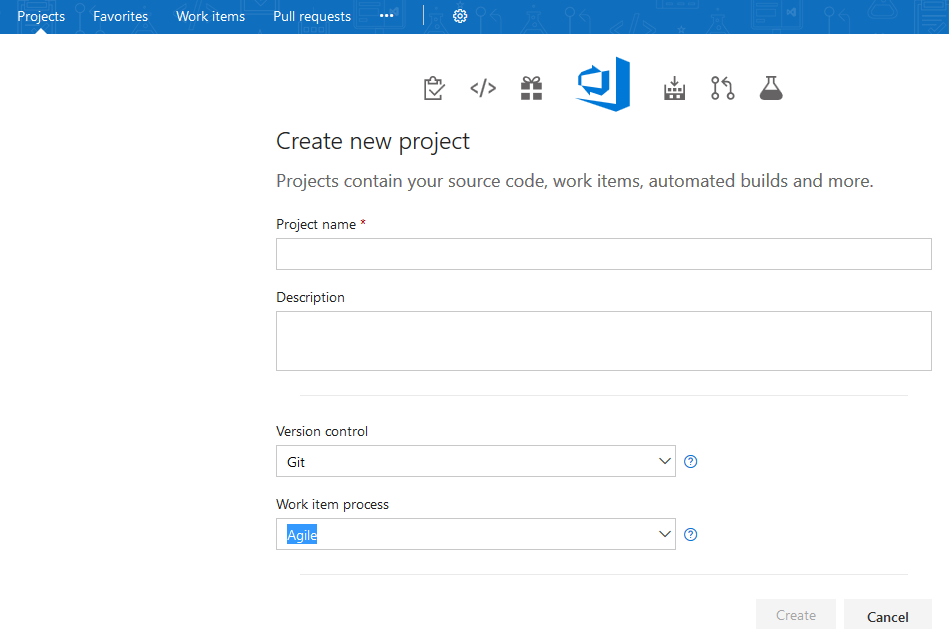 Projects Favorites Work items Pull requests •••
Create new project
Projects contain your source code, work items, automated builds and more.
Project name *
Description
Version control
Git
Work item process
Agile
Create Cancel